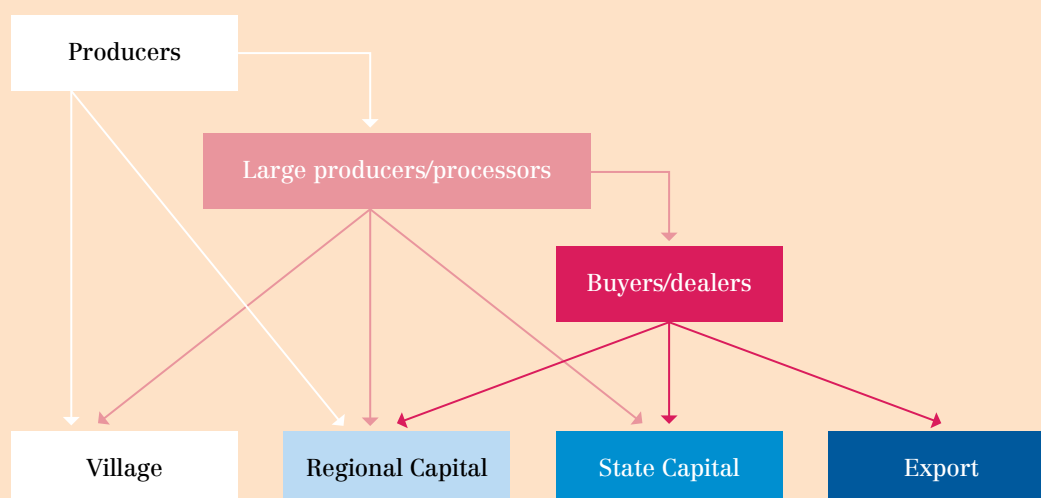 Producers
Large producers/processors
Buyers/dealers
Village
Regional Capital
State Capital
Export